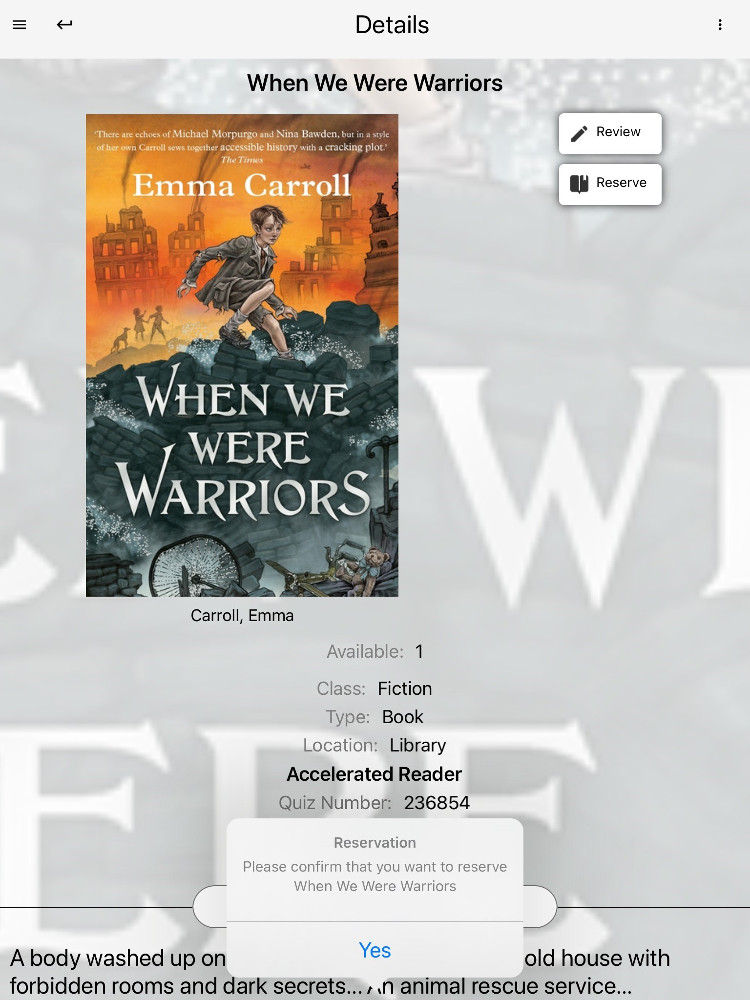 Details
When We Were Warriors
‘There are echoes of Michael Morpurgo and Nina Bawden, but in a style
of her own Carroll sews together accessible history with a cracking plot.’
The Times
Emma Carroll
WHEN WE
WERE
WARRIORS
Review
Reserve
Carroll, Emma
Available: 1
Class: Fiction
Type: Book
Location: Library
Accelerated Reader
Quiz Number: 236854
Reservation
Please confirm that you want to reserve
When We Were Warriors
Yes
A body washed up on old house with
forbidden rooms and dark secrets... An animal rescue service...